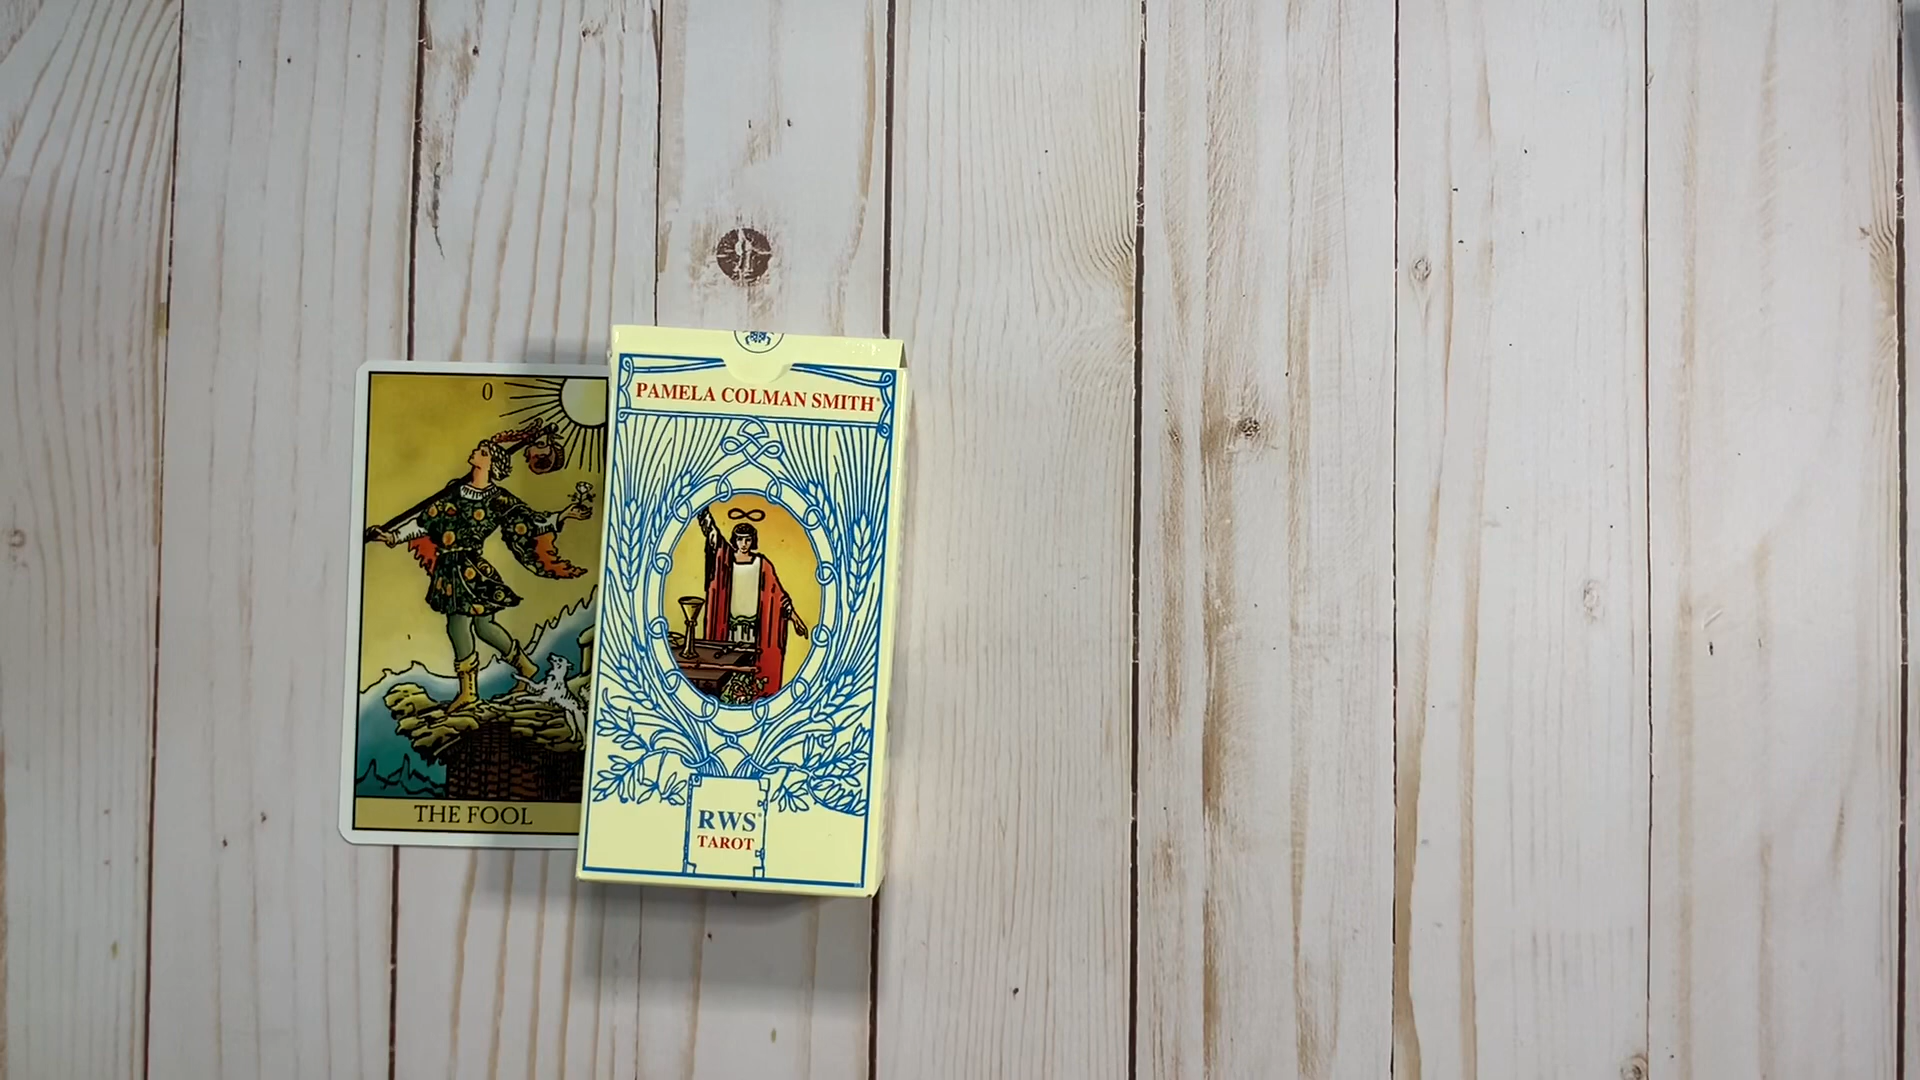 0
THE FOOL
PAMELA COLMAN SMITH
RWS
TAROT